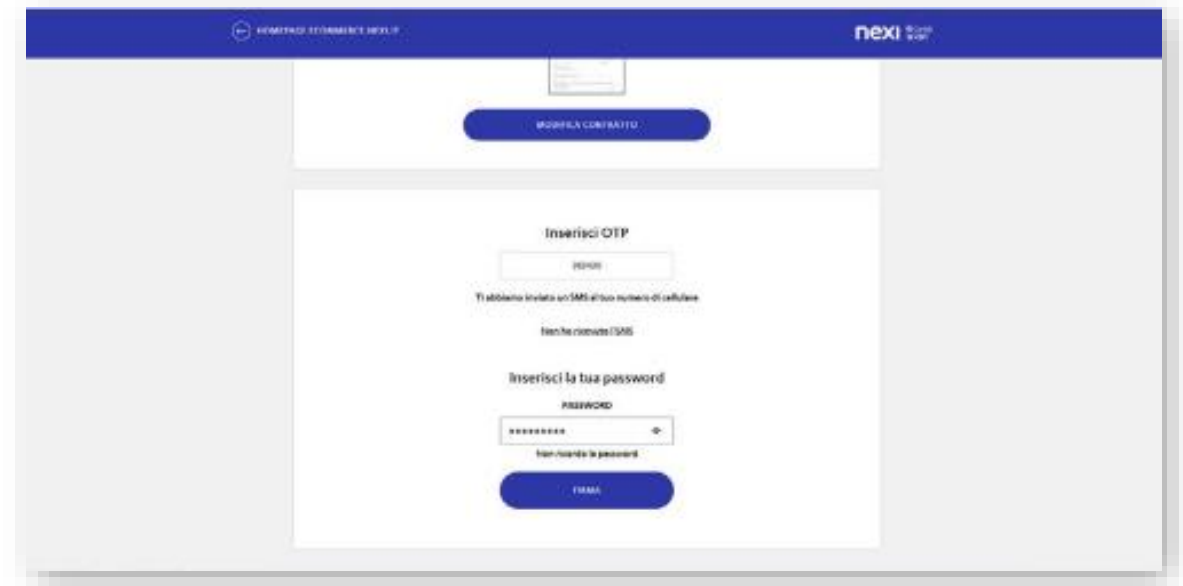 HOMEPAGE ECOMMERCE.NEXI.IT
nexi
MODIFICA CONTRATTO
Inserisci OTP
Ti abbiamo inviato un SMS al tuo numero di cellulare
Non ho ricevuto l'SMS
Inserisci la tua password
PASSWORD
Non ricordo la password
FIRMA